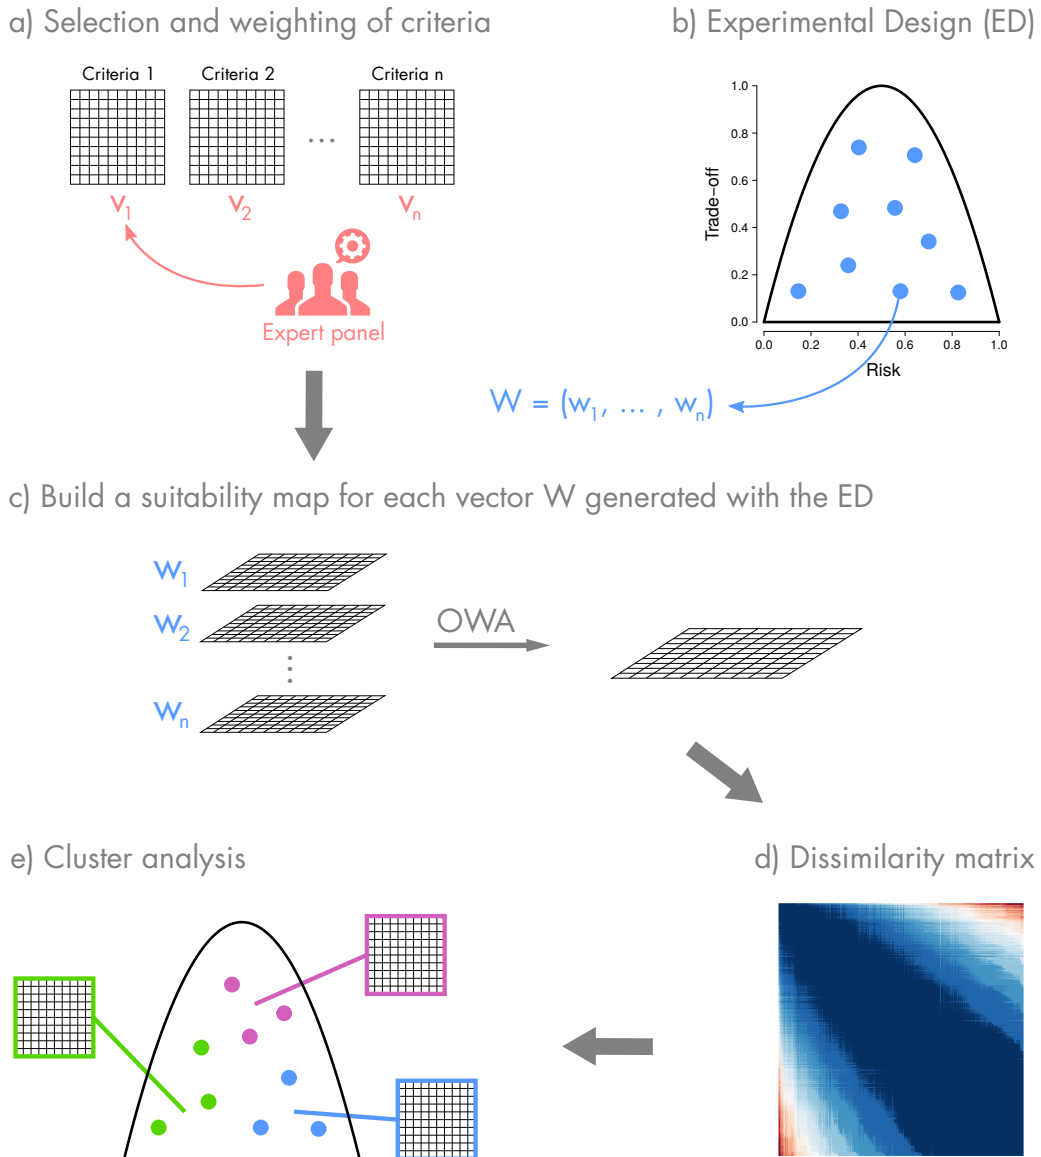 a) Selection and weighting of criteria
b) Experimental Design (ED)
Criteria 1
Criteria 2
Criteria n
...
v1
v2
vn
Expert panel
1.0
0.8
0.6
0.4
0.2
0.0
Trade−off
0.0 0.2 0.4 0.6 0.8 1.0
Risk
W = (w1, ... , wn)
c) Build a suitability map for each vector W generated with the ED
w1
w2
wn
OWA
e) Cluster analysis
d) Dissimilarity matrix